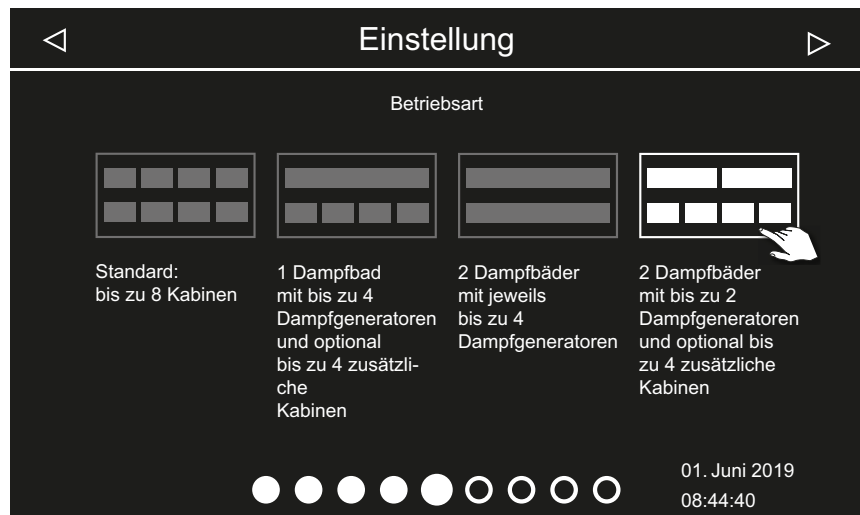 Einstellung
Betriebsart
Standard:
bis zu 8 Kabinen
1 Dampfbad
mit bis zu 4
Dampfgeneratoren
und optional
bis zu 4 zusätzli-
che
Kabinen
2 Dampfbäder
mit jeweils
bis zu 4
Dampfgeneratoren
2 Dampfbäder
mit bis zu 2
Dampfgeneratoren
und optional bis
zu 4 zusätzliche
Kabinen
01. Juni 2019
08:44:40